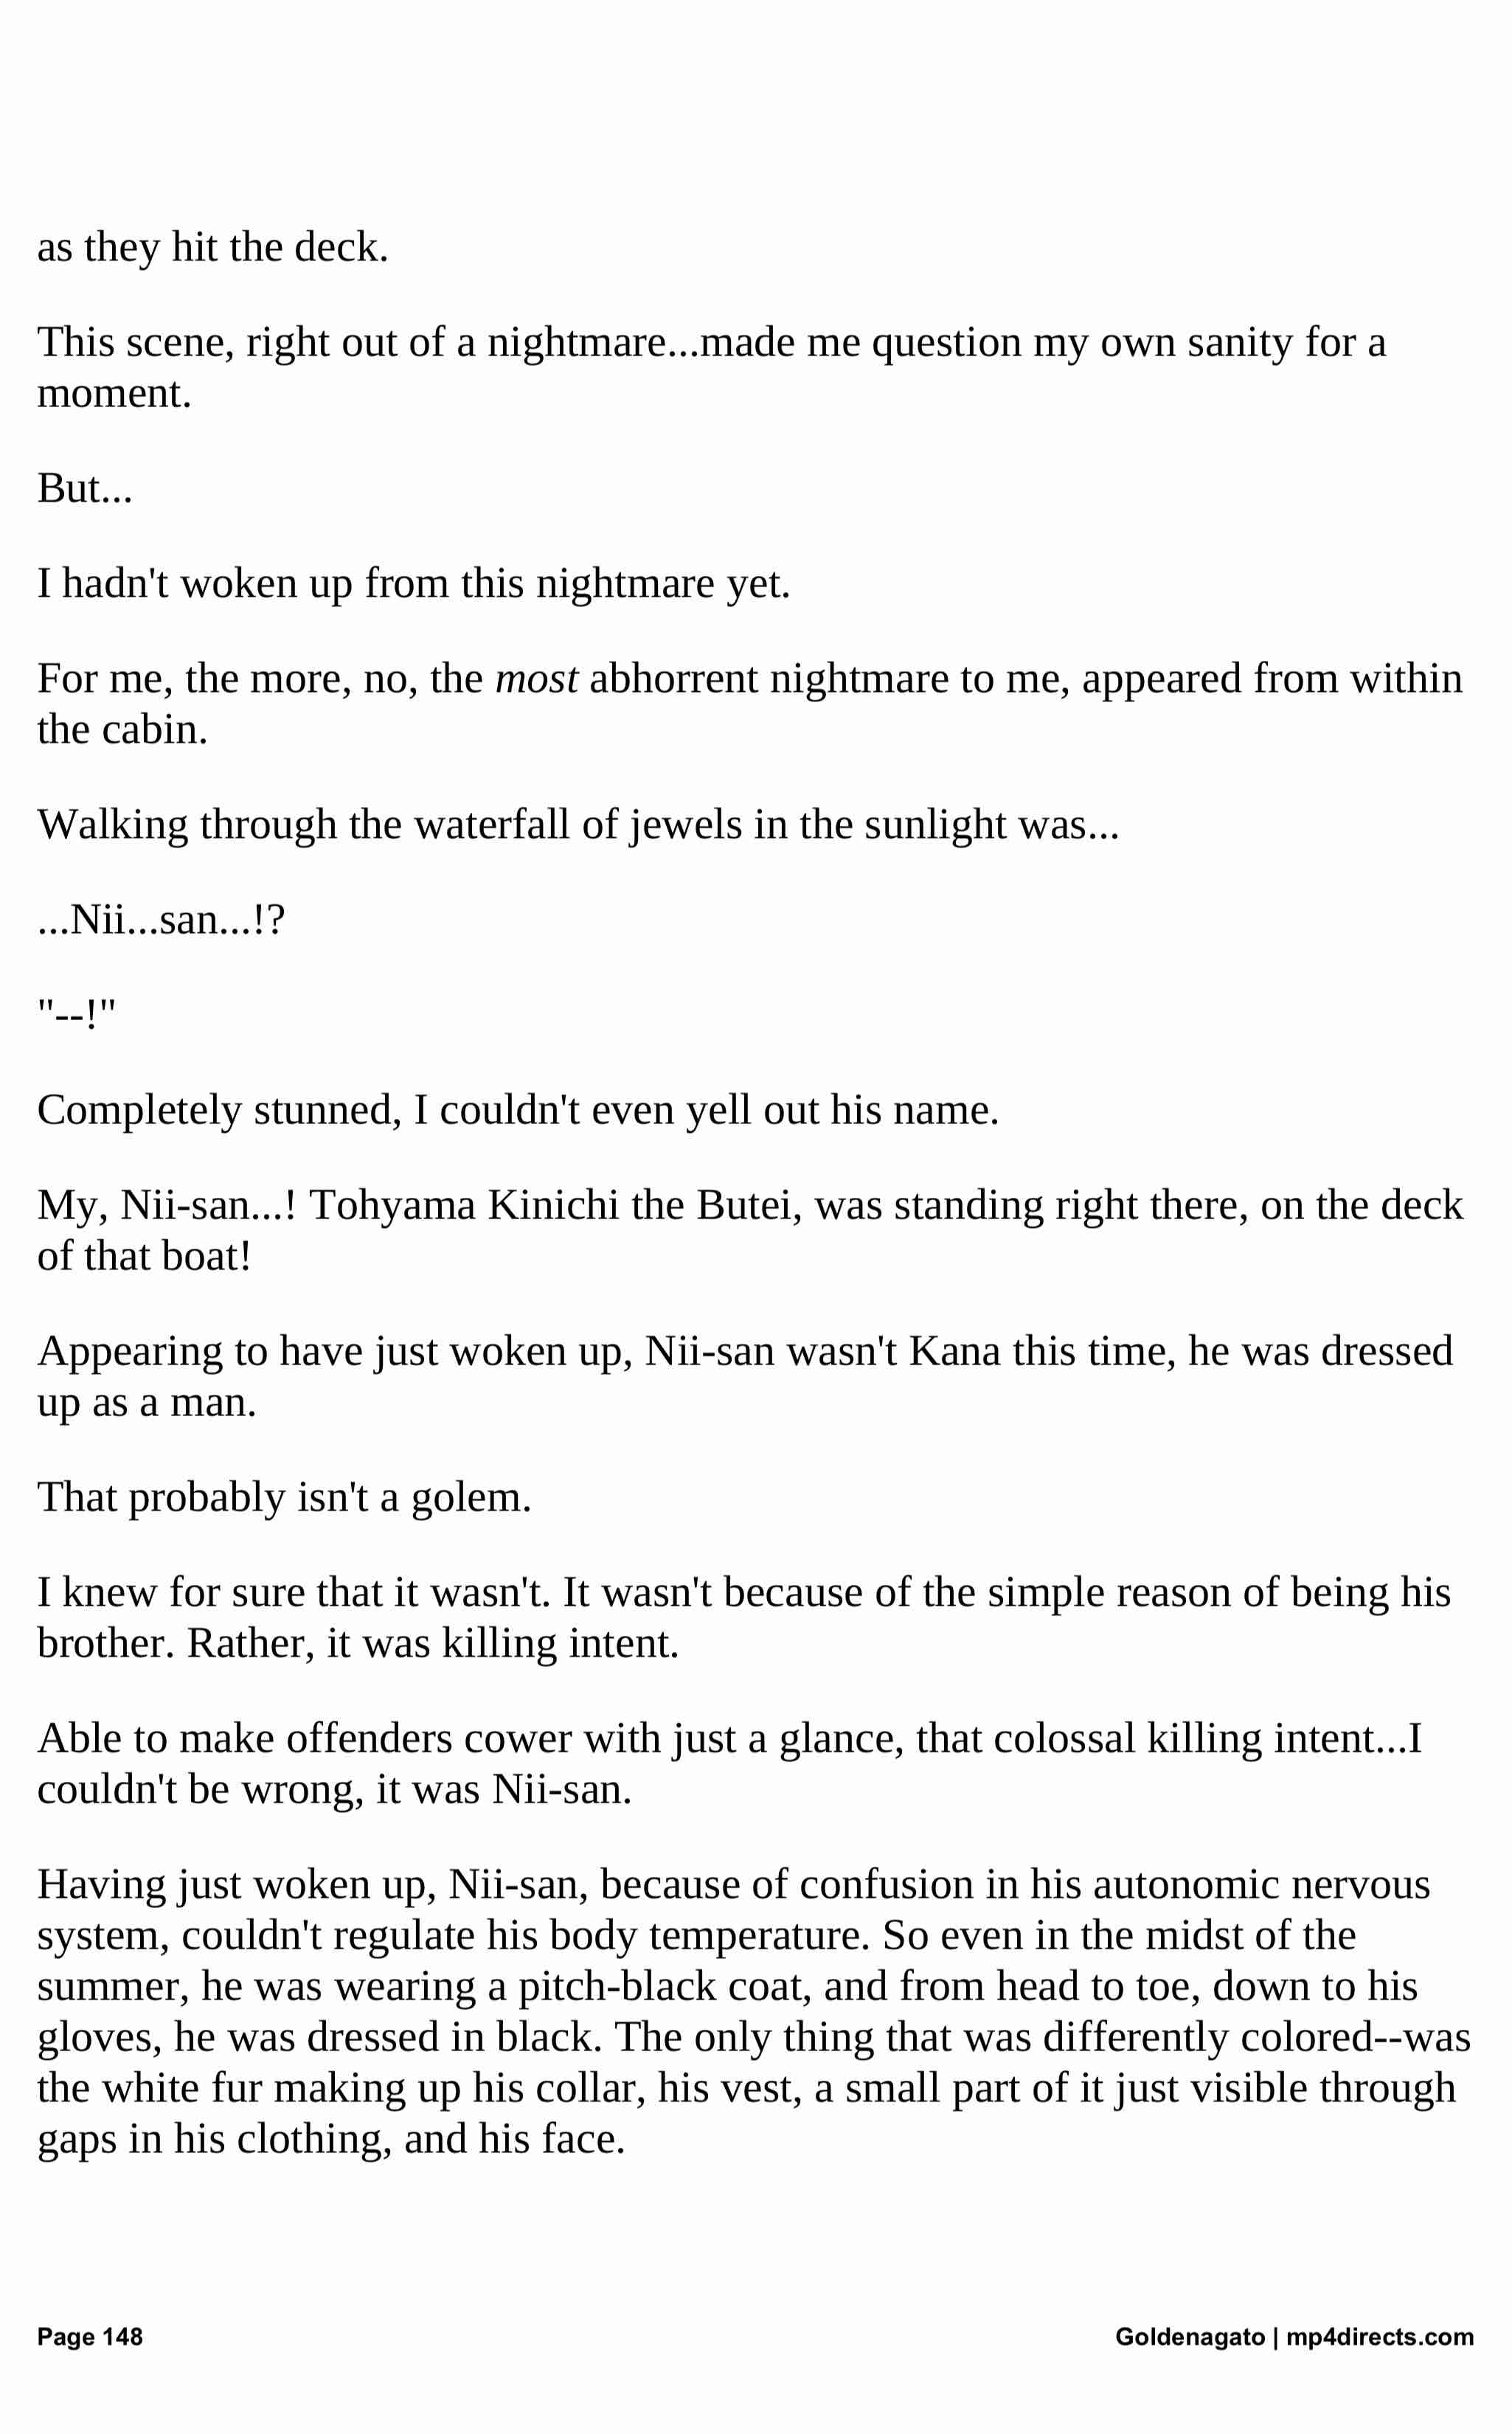 as they hit the deck.
This scene, right out of a nightmare...made me question my own sanity for a
moment.
But...
I hadn't woken up from this nightmare yet.
For me, the more, no, the most abhorrent nightmare to me, appeared from within
the cabin.
Walking through the waterfall of jewels in the sunlight was...
...Nii...san...!?
"--!"
Completely stunned, I couldn't even yell out his name.
My, Nii-san...! Tohyama Kinichi the Butei, was standing right there, on the deck
of that boat!
Appearing to have just woken up, Nii-san wasn't Kana this time, he was dressed
up as a man.
That probably isn't a golem.
I knew for sure that it wasn't. It wasn't because of the simple reason of being his
brother. Rather, it was killing intent.
Able to make offenders cower with just a glance, that colossal killing intent...I
couldn't be wrong, it was Nii-san.
Having just woken up, Nii-san, because of confusion in his autonomic nervous
system, couldn't regulate his body temperature. So even in the midst of the
summer, he was wearing a pitch-black coat, and from head to toe, down to his
gloves, he was dressed in black. The only thing that was differently colored--was
the white fur making up his collar, his vest, a small part of it just visible through
gaps in his clothing, and his face.
Page 148
Goldenagato | mp4directs.com